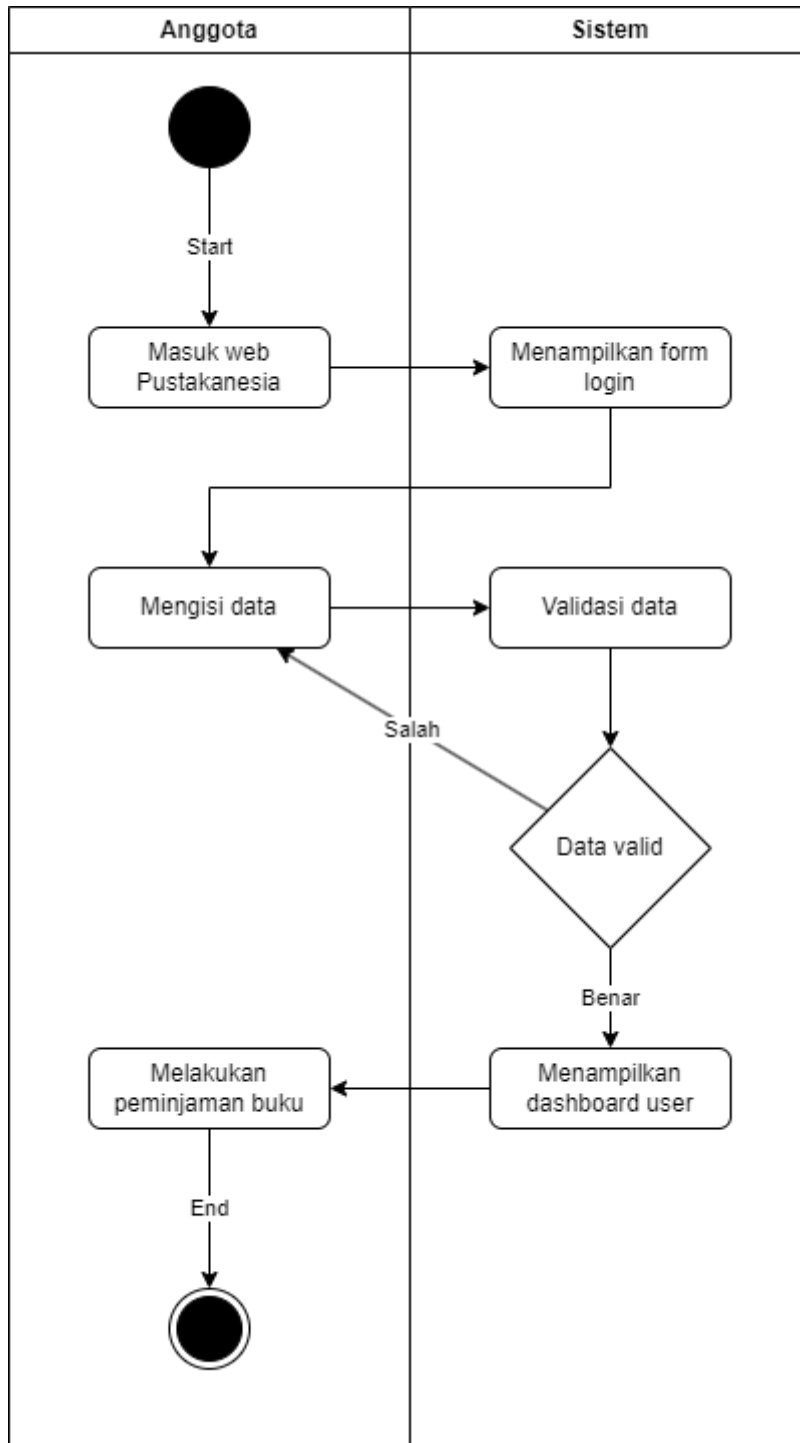 Anggota
Sistem
Start
Masuk web
Pustakanesia
Menampilkan form
login
Mengisi data
Validasi data
Salah
Data valid
Benar
Melakukan
peminjaman buku
Menampilkan
dashboard user
End